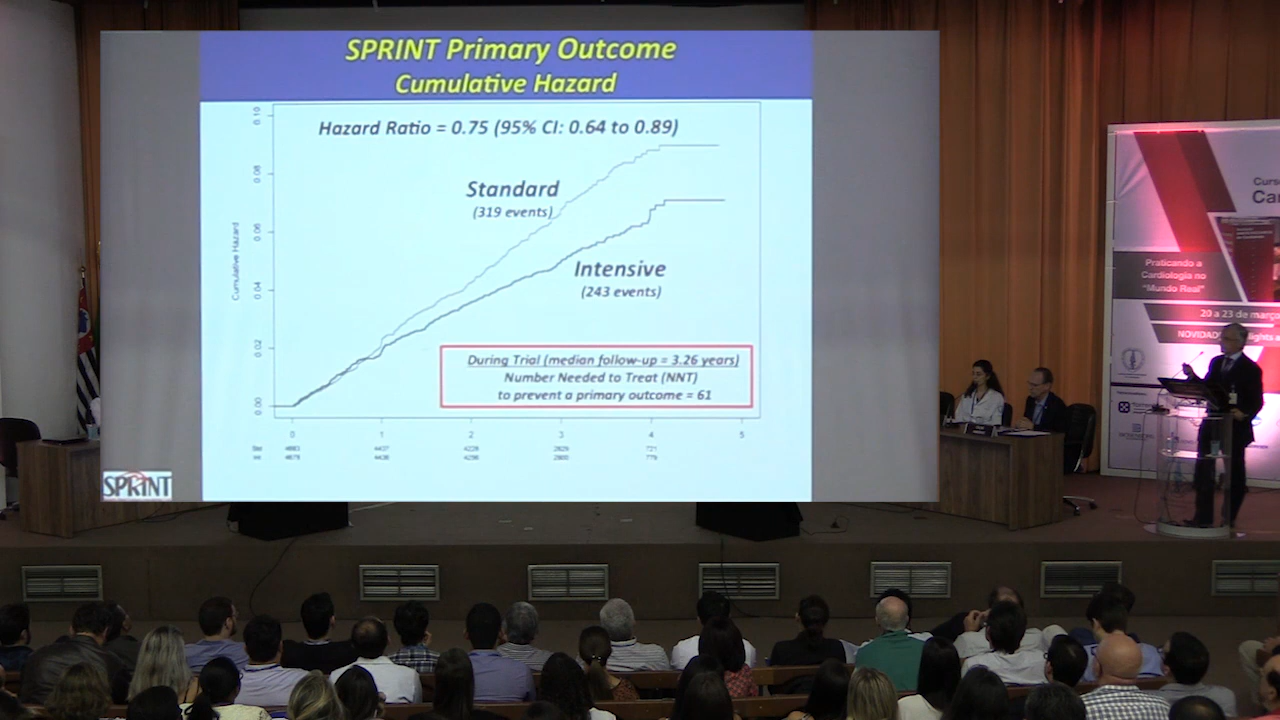 SPRINT Primary Outcome
Cumulative Hazard
Hazard Ratio = 0.75 (95% CI: 0.64 to 0.89)
Standard
(319 events)
Intensive
(243 events)
During Trial (median follow-up = 3.26 years)
Number Needed to Treat (NNT)
to prevent a primary outcome = 61
Cumulative Hazard
0.10
0.08
0.06
0.04
0.02
0.00
0 1 2 3 4 5
SPRINT
Praticando a
Cardiologia no
"Mundo Real"
20 a 23 de março